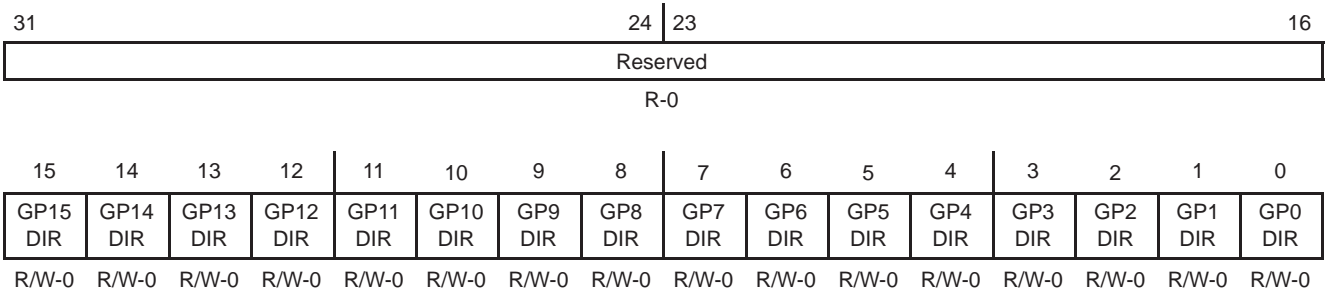 31 24 23 16
Reserved
R-0
15 14 13 12 11 10 9 8 7 6 5 4 3 2 1 0
GP15 GP14 GP13 GP12 GP11 GP10 GP9 GP8 GP7 GP6 GP5 GP4 GP3 GP2 GP1 GP0
DIR DIR DIR DIR DIR DIR DIR DIR DIR DIR DIR DIR DIR DIR DIR DIR
R/W-0 R/W-0 R/W-0 R/W-0 R/W-0 R/W-0 R/W-0 R/W-0 R/W-0 R/W-0 R/W-0 R/W-0 R/W-0 R/W-0 R/W-0 R/W-0